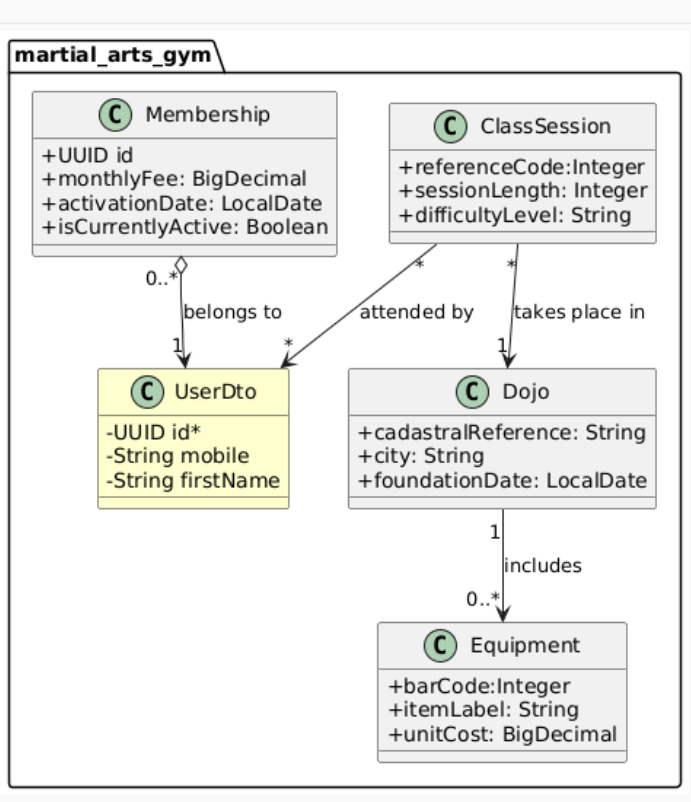 martial_arts_gym
C Membership
+UUID id
+monthlyFee: BigDecimal
+activationDate: LocalDate
+isCurrentlyActive: Boolean
C ClassSession
+referenceCode:Integer
+sessionLength: Integer
+difficultyLevel: String
0..*
belongs to
1
*
attended by
*
*
takes place in
1
C UserDto
-UUID id*
-String mobile
-String firstName
C Dojo
+cadastralReference: String
+city: String
+foundationDate: LocalDate
1
includes
0..*
C Equipment
+barCode:Integer
+itemLabel: String
+unitCost: BigDecimal